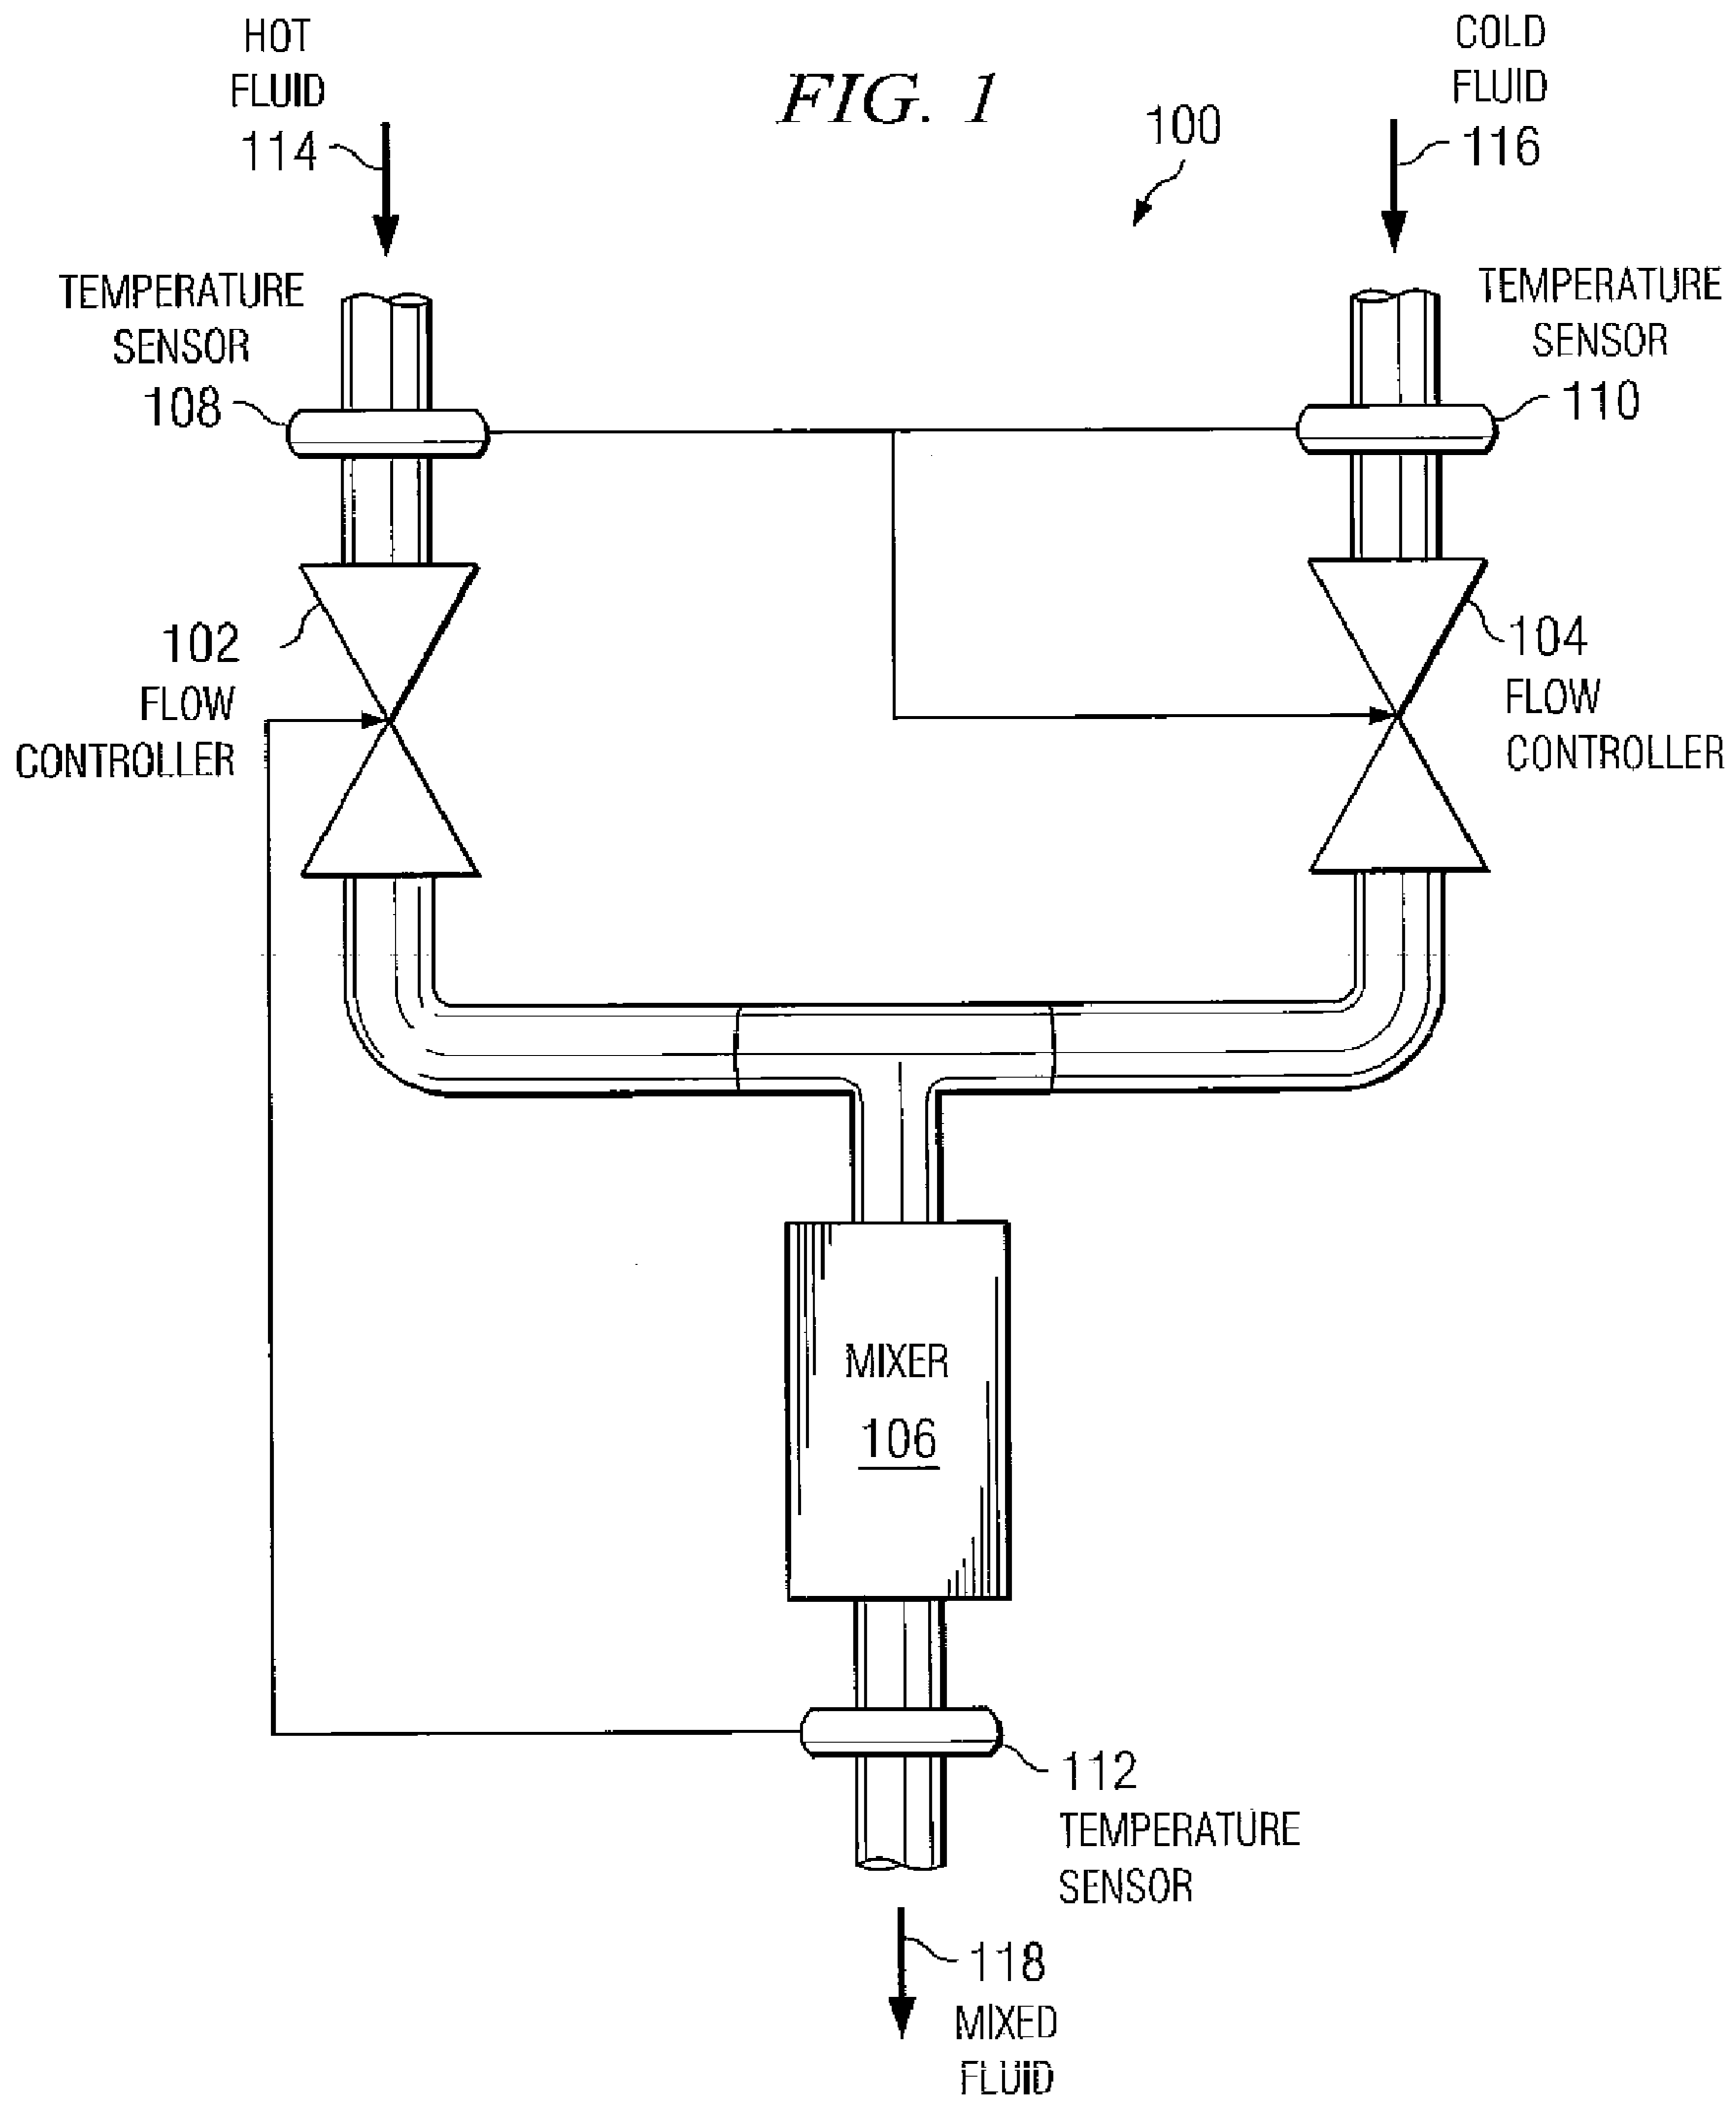 HOT
FLUID
114
FIG. 1
100
COLD
FLUID
116
TEMPERATURE
SENSOR
108
TEMPERATURE
SENSOR
110
102
FLOW
CONTROLLER
104
FLOW
CONTROLLER
MIXER
106
112
TEMPERATURE
SENSOR
118
MIXED
FLUID